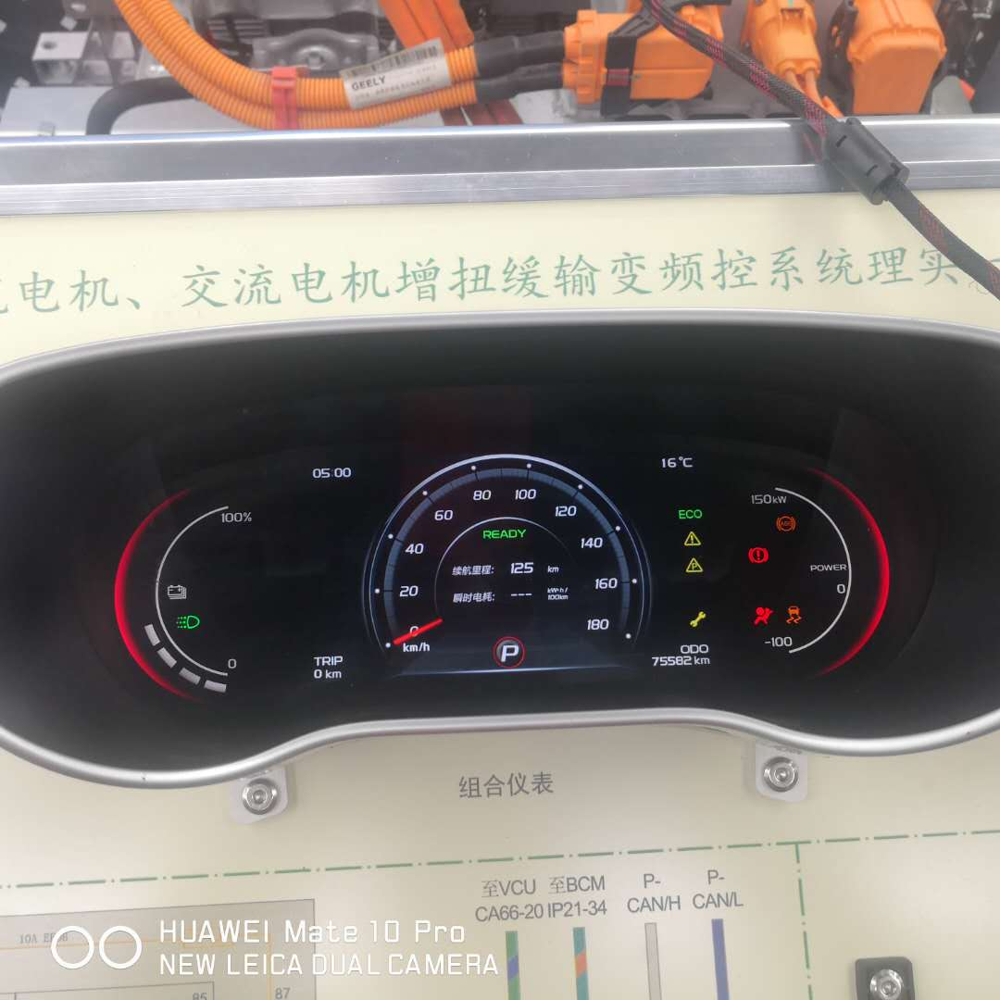 GEELY
电机、交流电机增扭缓输变频控系统理实
05:00
16℃
100%
80
100
60
120
40
140
20
160
0
180
km/h
READY
续航里程: 125 km
瞬时电耗: --- kW·h/
100km
P
0
TRIP
0 km
ECO
P
ABC
150kW
POWER
0
-100
ODO
75582 km
组合仪表
至VCU
CA66-20
至BCM
IP21-34
P-
CAN/H
P-
CAN/L
10A
85
87
HUAWEI Mate 10 Pro
NEW LEICA DUAL CAMERA